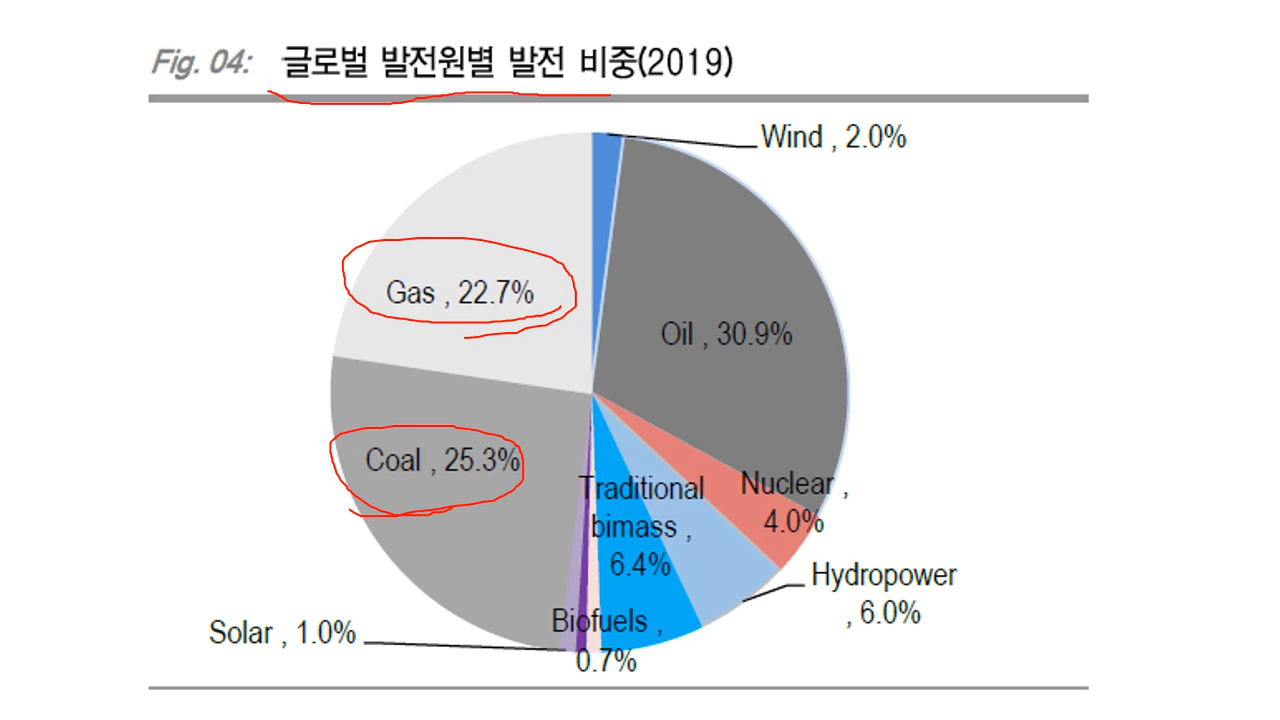 Fig. 04: 글로벌 발전원별 발전 비중(2019)
Wind , 2.0%
Gas , 22.7%
Oil , 30.9%
Coal , 25.3%
Traditional
bimass ,
6.4%
Nuclear ,
4.0%
Hydropower
, 6.0%
Biofuels ,
0.7%
Solar , 1.0%